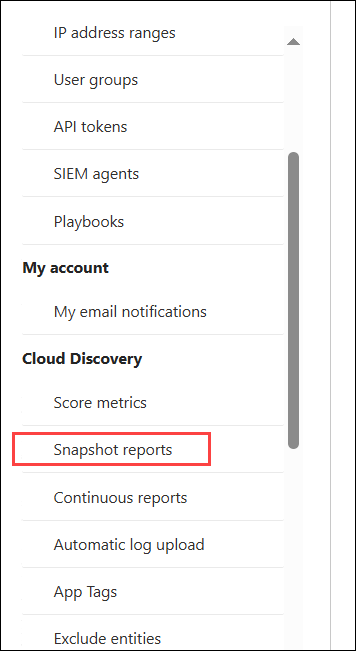 IP address ranges
User groups
API tokens
SIEM agents
Playbooks
My account
My email notifications
Cloud Discovery
Score metrics
Snapshot reports
Continuous reports
Automatic log upload
App Tags
Exclude entities